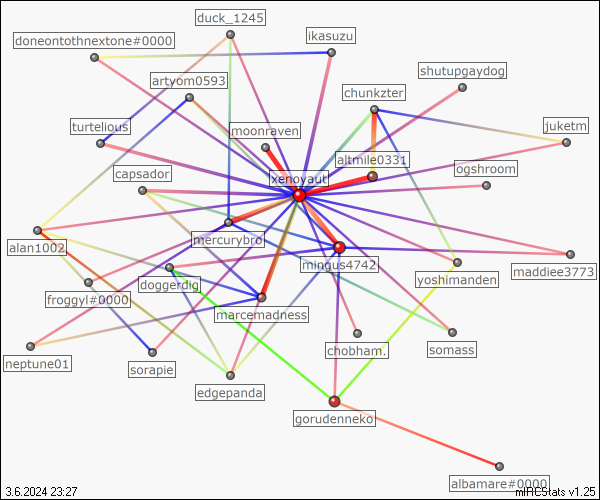 duck_1245
doneontothnextone#0000
ikasuzu
shutupgaydog
artyom0593
chunkzter
turtelious
moonraven
juketm
altmile0331
ogshroom
capsador
xenoyaut
alan1002
mercurybro
mingus4742
maddiee3773
doggerdig
yoshimanden
froggyl#0000
marcemadness
neptune01
sorapie
chobham.
somass
edgepanda
gorudenneko
albamare#0000
3.6.2024 23:27
mIRCStats v1.25